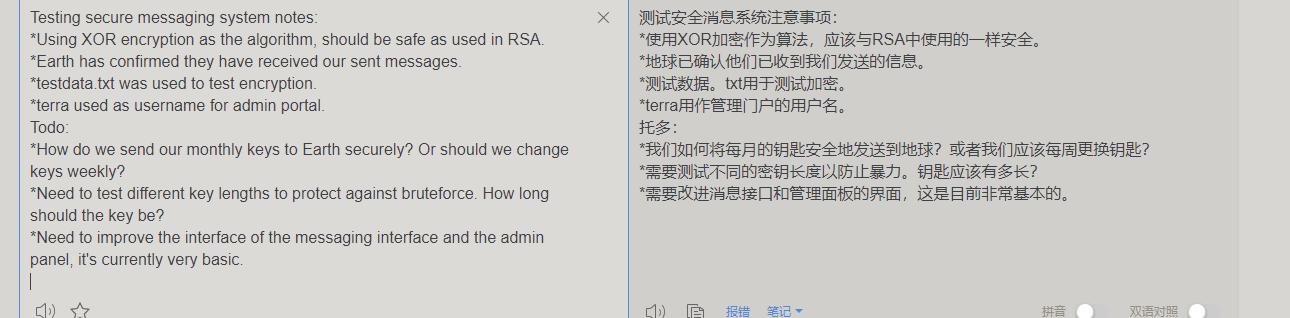 Testing secure messaging system notes:
*Using XOR encryption as the algorithm, should be safe as used in RSA.
*Earth has confirmed they have received our sent messages.
*testdata.txt was used to test encryption.
*terra used as username for admin portal.
Todo:
*How do we send our monthly keys to Earth securely? Or should we change
keys weekly?
*Need to test different key lengths to protect against bruteforce. How long
should the key be?
*Need to improve the interface of the messaging interface and the admin
panel, it's currently very basic.
测试安全消息系统注意事项：
*使用XOR加密作为算法，应该与RSA中使用的一样安全。
*地球已确认他们已收到我们发送的信息。
*测试数据。txt用于测试加密。
*terra用作管理门户的用户名。
托多：
*我们如何将每月的钥匙安全地发送到地球？或者我们应该每周更换钥匙？
*需要测试不同的密钥长度以防止暴力。钥匙应该有多长？
*需要改进消息接口和管理面板的界面，这是目前非常基本的。
报错 笔记 拼音 双语对照